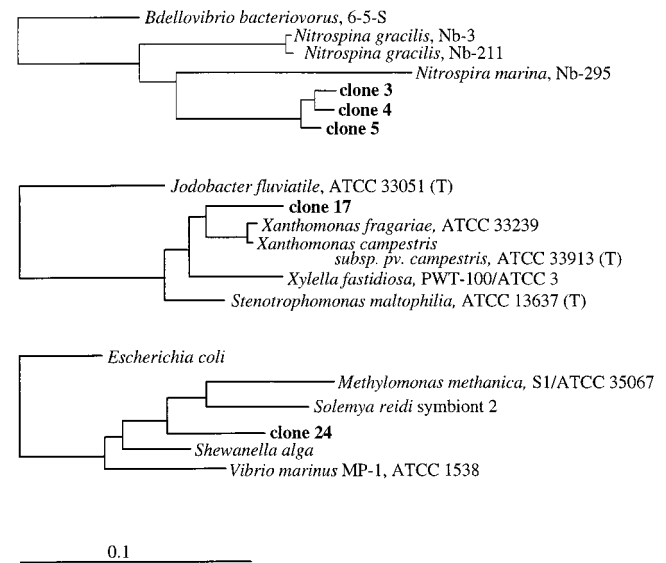 Bdellovibrio bacteriovorus, 6-5-S
Nitrospina gracilis, Nb-3
Nitrospina gracilis, Nb-211
Nitrospira marina, Nb-295
clone 3
clone 4
clone 5
Jodobacter fluviatile, ATCC 33051 (T)
clone 17
Xanthomonas fragariae, ATCC 33239
Xanthomonas campestris
subsp. pv. campestris, ATCC 33913 (T)
Xylella fastidiosa, PWT-100/ATCC 3
Stenotrophomonas maltophilia, ATCC 13637 (T)
Escherichia coli
Methylomonas methanica, S1/ATCC 35067
Solemya reidi symbiont 2
clone 24
Shewanella alga
Vibrio marinus MP-1, ATCC 1538
0.1